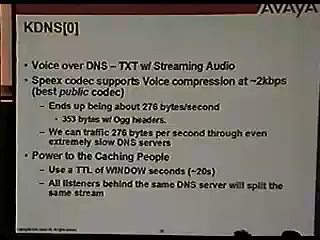 AVAYA
KDNS[0]
• Voice over DNS – TXT w/ Streaming Audio
• Speex codec supports Voice compression at ~2kbps
(best public codec)
– Ends up being about 276 bytes/second
• 353 bytes w/ Ogg headers.
– We can traffic 276 bytes per second through even
extremely slow DNS servers
• Power to the Caching People
– Use a TTL of WINDOW seconds (~20s)
– All listeners behind the same DNS server will split the
same stream